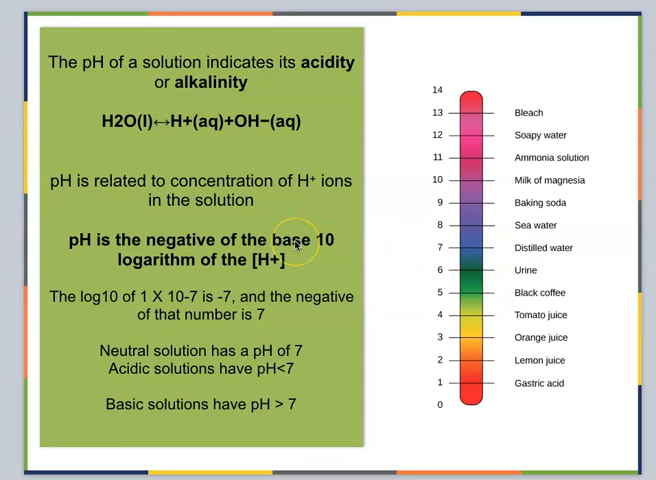 The pH of a solution indicates its acidity
or alkalinity
H2O(l)↔H+(aq)+OH−(aq)
pH is related to concentration of H⁺ ions
in the solution
pH is the negative of the base 10
logarithm of the [H+]
The log10 of 1 X 10-7 is -7, and the negative
of that number is 7
Neutral solution has a pH of 7
Acidic solutions have pH<7
Basic solutions have pH > 7
14
13 Bleach
12 Soapy water
11 Ammonia solution
10 Milk of magnesia
9 Baking soda
8 Sea water
7 Distilled water
6 Urine
5 Black coffee
4 Tomato juice
3 Orange juice
2 Lemon juice
1 Gastric acid
0